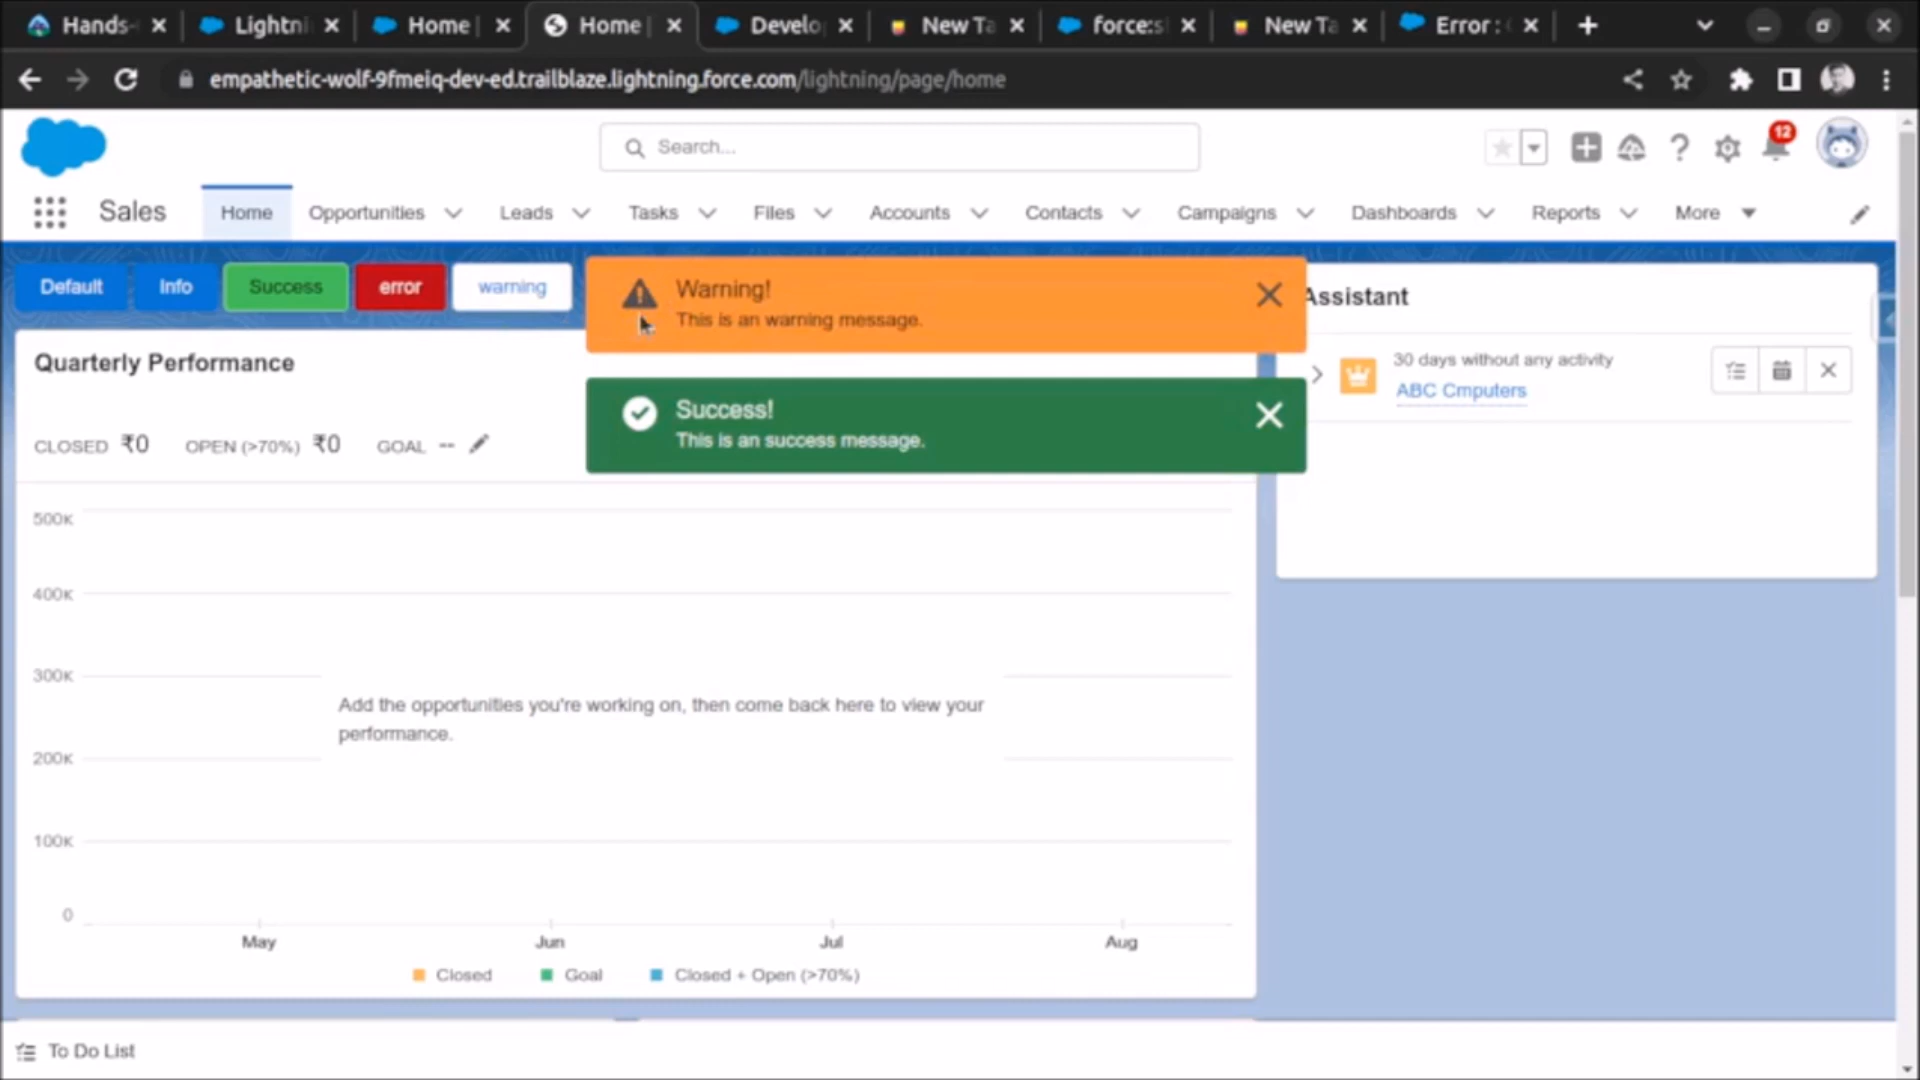 Hands-
Lightni
Home |
Home |
Develo
New Ta
force:s
New Ta
Error :
empathetic-wolf-9fmeiq-dev-ed.trailblaze.lightning.force.com/lightning/page/home
Search...
12
Sales
Home
Opportunities
Leads
Tasks
Files
Accounts
Contacts
Campaigns
Dashboards
Reports
More
Default
Info
Success
error
warning
Warning!
This is an warning message.
Success!
This is an success message.
Assistant
30 days without any activity
ABC Cmputers
Quarterly Performance
CLOSED ₹0 OPEN (>70%) ₹0 GOAL --
500K
400K
300K
200K
100K
0
Add the opportunities you're working on, then come back here to view your
performance.
May Jun Jul Aug
Closed Goal Closed + Open (>70%)
To Do List